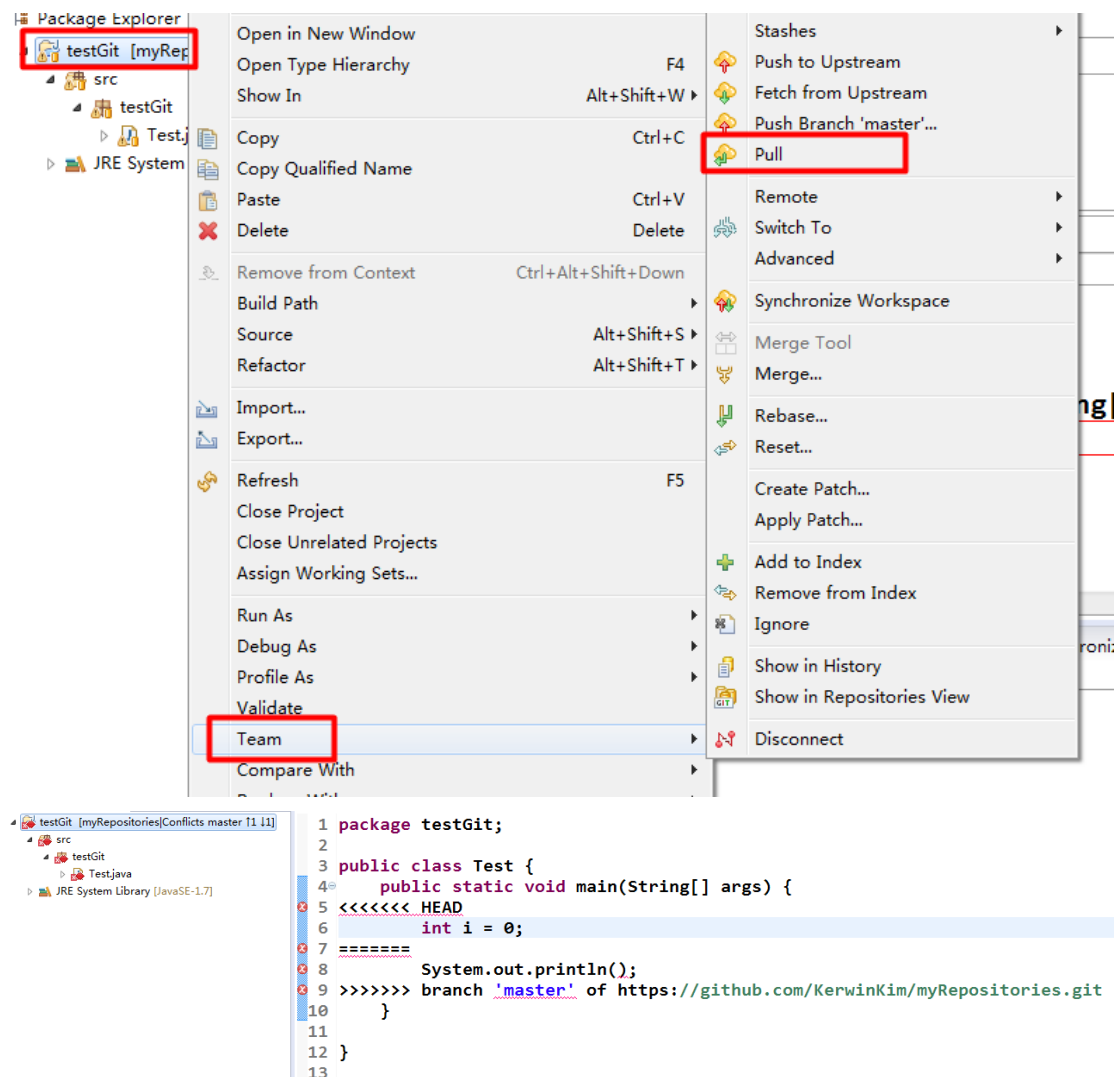 Package Explorer
testGit [myRep
src
testGit
Test.j
JRE System
Open in New Window
Open Type Hierarchy F4
Show In Alt+Shift+W
Copy Ctrl+C
Copy Qualified Name
Paste Ctrl+V
Delete Delete
Remove from Context Ctrl+Alt+Shift+Down
Build Path
Source Alt+Shift+S
Refactor Alt+Shift+T
Import...
Export...
Refresh F5
Close Project
Close Unrelated Projects
Assign Working Sets...
Run As
Debug As
Profile As
Validate
Team
Compare With
Stashes
Push to Upstream
Fetch from Upstream
Push Branch 'master'...
Pull
Remote
Switch To
Advanced
Synchronize Workspace
Merge Tool
Merge...
Rebase...
Reset...
Create Patch...
Apply Patch...
Add to Index
Remove from Index
Ignore
Show in History
GIT Show in Repositories View
Disconnect
ng[
roni
testGit [myRepositories|Conflicts master ↑1 ↓1]
src
testGit
Test.java
JRE System Library [JavaSE-1.7]
1 package testGit;
2
3 public class Test {
4 public static void main(String[] args) {
5 <<<<<<< HEAD
6 int i = 0;
7 =======
8 System.out.println();
9 >>>>>>> branch 'master' of https://github.com/KerwinKim/myRepositories.git
10 }
11
12 }
13